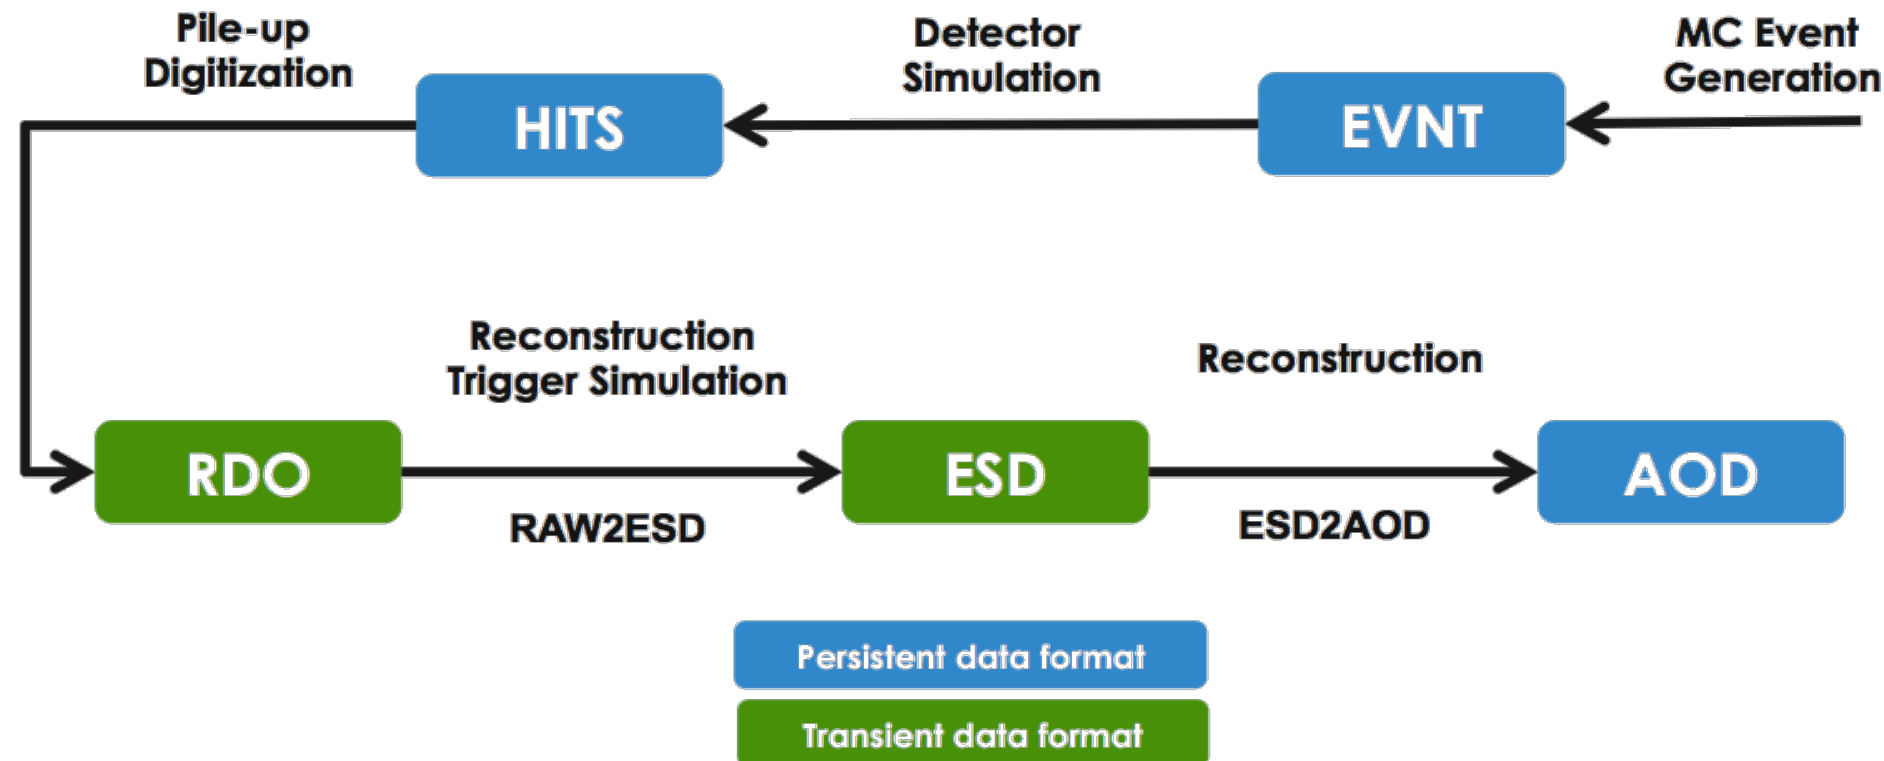 Pile-up
Digitization
HITS
Detector
Simulation
EVNT
MC Event
Generation
Reconstruction
Trigger Simulation
Reconstruction
RDO
RAW2ESD
ESD
ESD2AOD
AOD
Persistent data format
Transient data format